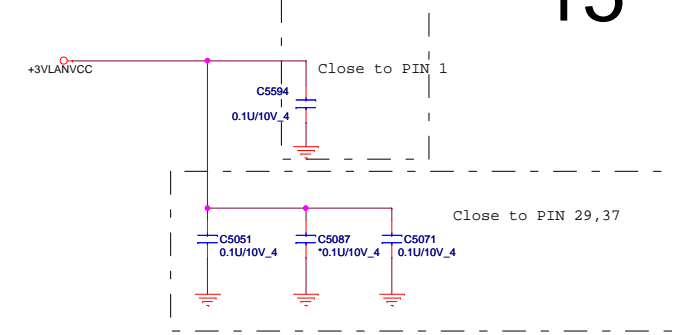 15
+3VLANVCC
Close to PIN 1
C5594
0.1U/10V_4
Close to PIN 29,37
C5051
0.1U/10V_4
C5087
*0.1U/10V_4
C5071
0.1U/10V_4